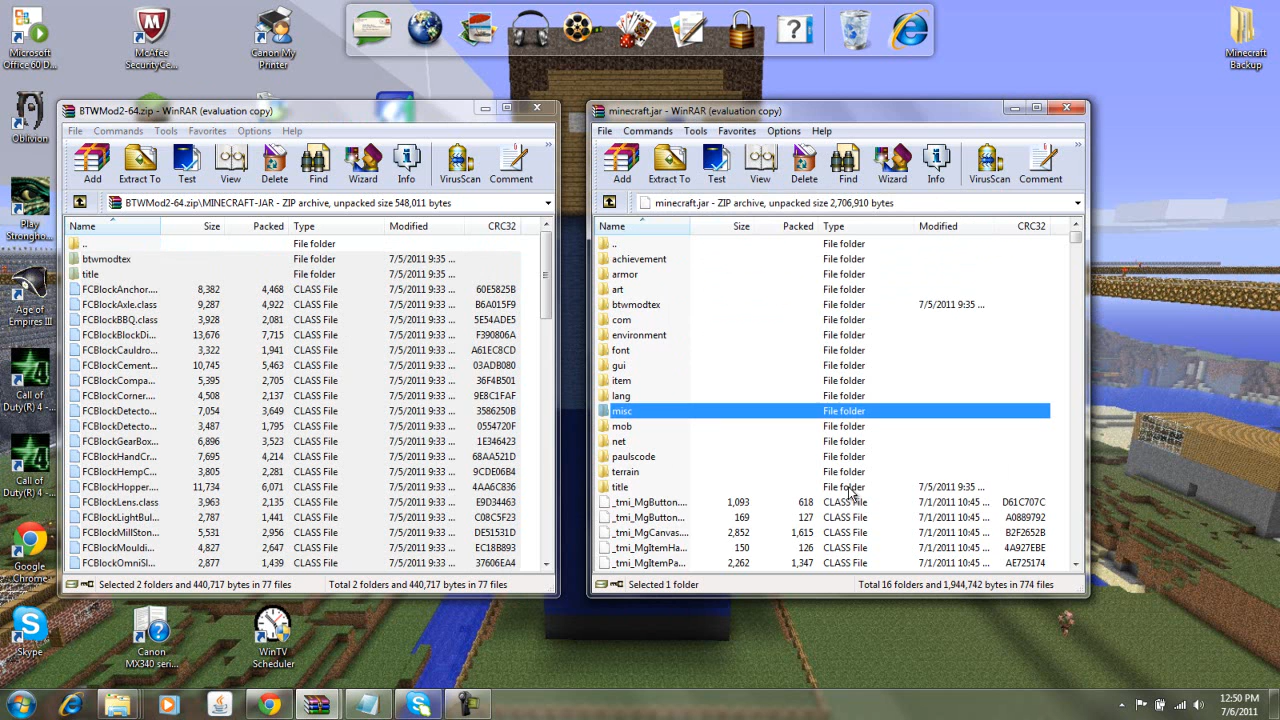 Microsoft Office 60 D...
McAfee SecurityCe...
Canon My Printer
Minecraft Backup
Oblivion
Play Strongho...
Age of Empires III
Call of Duty(R) 4 -...
Call of Duty(R) 4 -...
Google Chrome
Skype
Canon MX340 seri...
WinTV Scheduler
BTWMod2-64.zip - WinRAR (evaluation copy)
File Commands Tools Favorites Options Help
Add Extract To Test View Delete Find Wizard Info VirusScan Comment
BTWMod2-64.zip\MINECRAFT-JAR - ZIP archive, unpacked size 548,011 bytes
Name Size Packed Type Modified CRC32
.. File folder
btwmodtex File folder 7/5/2011 9:35 ...
title File folder 7/5/2011 9:35 ...
FCBlockAnchor.... 8,382 4,468 CLASS File 7/5/2011 9:33 ... 60E5825B
FCBlockAxle.class 9,287 4,922 CLASS File 7/5/2011 9:33 ... B6A015F9
FCBlockBBQ.class 3,928 2,081 CLASS File 7/5/2011 9:33 ... 5E54ADE5
FCBlockBlockDi... 13,676 7,715 CLASS File 7/5/2011 9:33 ... F390806A
FCBlockCauldro... 3,322 1,941 CLASS File 7/5/2011 9:33 ... A61EC8CD
FCBlockCement... 10,745 5,463 CLASS File 7/5/2011 9:33 ... 03ADB080
FCBlockCompa... 5,395 2,705 CLASS File 7/5/2011 9:33 ... 36F4B501
FCBlockCorner.... 4,508 2,137 CLASS File 7/5/2011 9:33 ... 9E8C1FAF
FCBlockDetecto... 7,054 3,649 CLASS File 7/5/2011 9:33 ... 3586250B
FCBlockDetecto... 3,487 1,795 CLASS File 7/5/2011 9:33 ... 0554720F
FCBlockGearBox... 6,896 3,523 CLASS File 7/5/2011 9:33 ... 1E346423
FCBlockHandCr... 7,695 4,214 CLASS File 7/5/2011 9:33 ... 68AA521D
FCBlockHempC... 3,805 2,281 CLASS File 7/5/2011 9:33 ... 9CDE06B4
FCBlockHopper... 11,734 6,071 CLASS File 7/5/2011 9:33 ... 4AA6C836
FCBlockLens.class 3,963 2,135 CLASS File 7/5/2011 9:33 ... E9D34463
FCBlockLightBul... 2,787 1,441 CLASS File 7/5/2011 9:33 ... C08C5F23
FCBlockMillSton... 5,531 2,956 CLASS File 7/5/2011 9:33 ... DE51531D
FCBlockMouldi... 4,827 2,647 CLASS File 7/5/2011 9:33 ... EC18B893
FCBlockOmniSl... 2,877 1,439 CLASS File 7/5/2011 9:33 ... 37606EA4
Selected 2 folders and 440,717 bytes in 77 files Total 2 folders and 440,717 bytes in 77 files
minecraft.jar - WinRAR (evaluation copy)
File Commands Tools Favorites Options Help
Add Extract To Test View Delete Find Wizard Info VirusScan Comment
minecraft.jar - ZIP archive, unpacked size 2,706,910 bytes
Name Size Packed Type Modified CRC32
.. File folder
achievement File folder
armor File folder
art File folder
btwmodtex File folder 7/5/2011 9:35 ...
com File folder
environment File folder
font File folder
gui File folder
item File folder
lang File folder
misc File folder
mob File folder
net File folder
paulscode File folder
terrain File folder
title File folder 7/5/2011 9:35 ...
_tmi_MgButton.... 1,093 618 CLASS File 7/1/2011 10:45 ... D61C707C
_tmi_MgButton... 169 127 CLASS File 7/1/2011 10:45 ... A0889792
_tmi_MgCanvas.... 2,852 1,615 CLASS File 7/1/2011 10:45 ... B2F2652B
_tmi_MgItemHa... 150 126 CLASS File 7/1/2011 10:45 ... 4A927EBE
_tmi_MgItemPa... 2,262 1,347 CLASS File 7/1/2011 10:45 ... AE725174
Selected 1 folder Total 16 folders and 1,944,742 bytes in 774 files
12:50 PM
7/6/2011